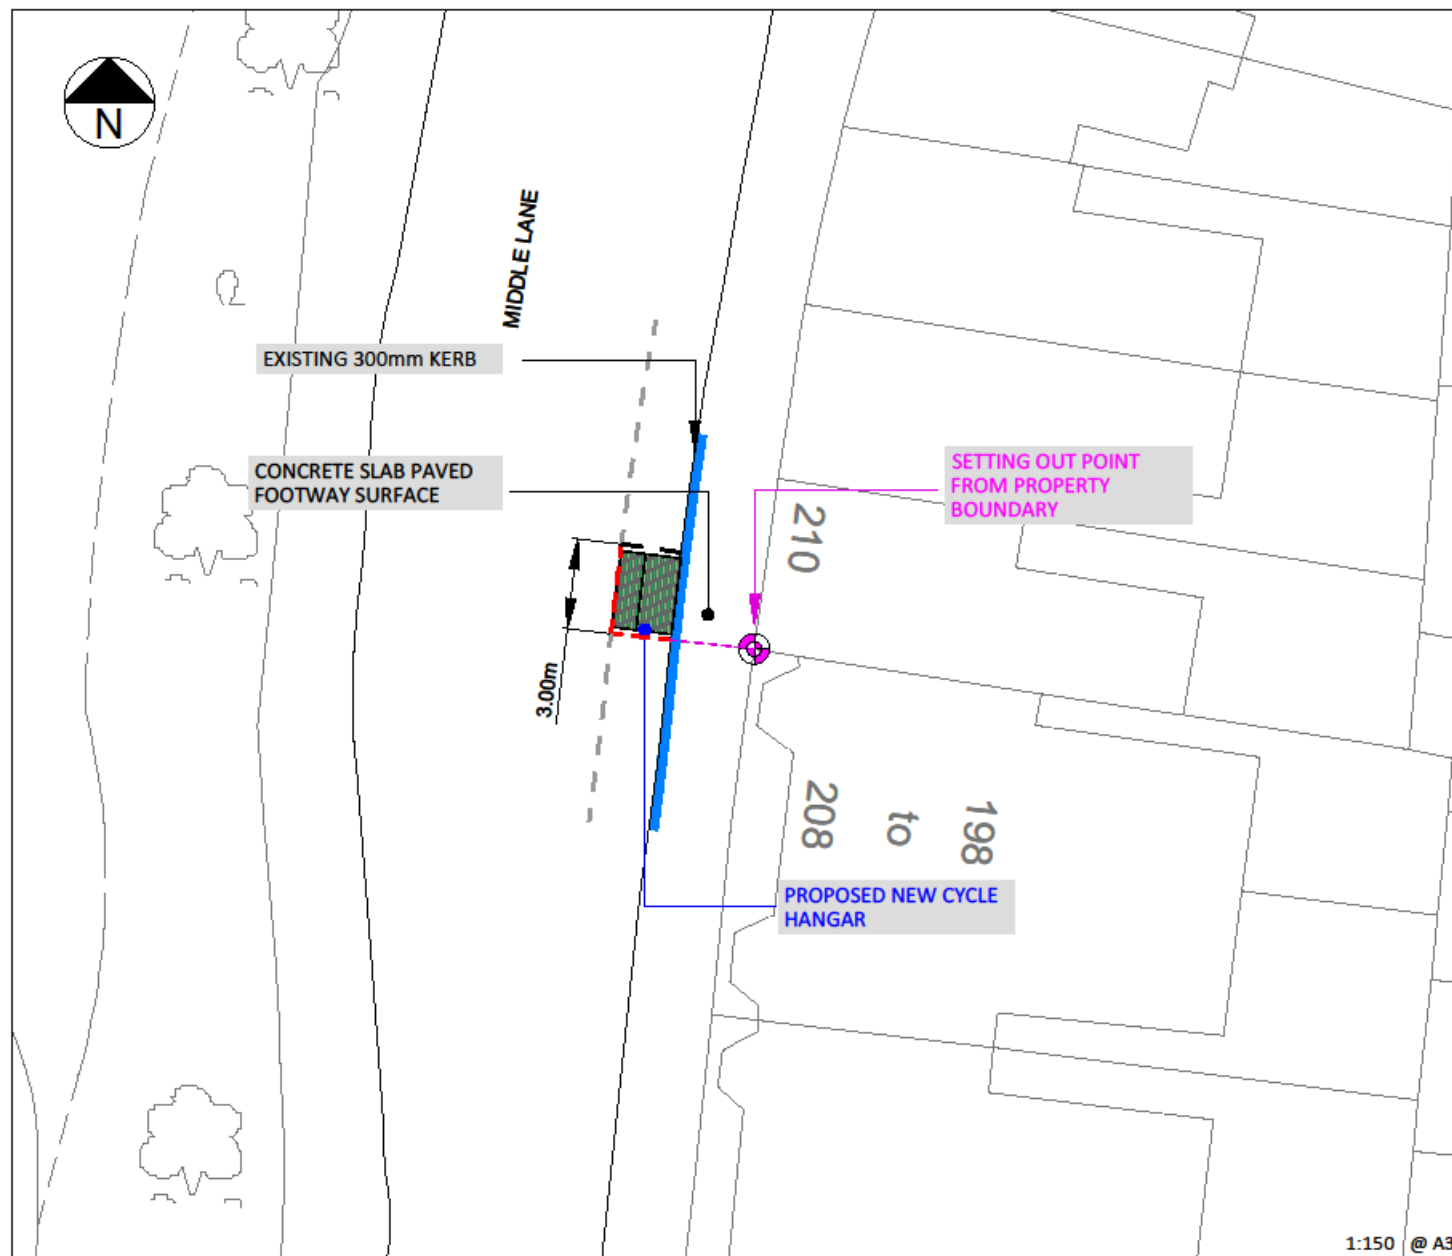 N
MIDDLE LANE
EXISTING 300mm KERB
CONCRETE SLAB PAVED
FOOTWAY SURFACE
SETTING OUT POINT
FROM PROPERTY
BOUNDARY
210
3.00m
208 to 198
PROPOSED NEW CYCLE
HANGAR
1:150 @ A3